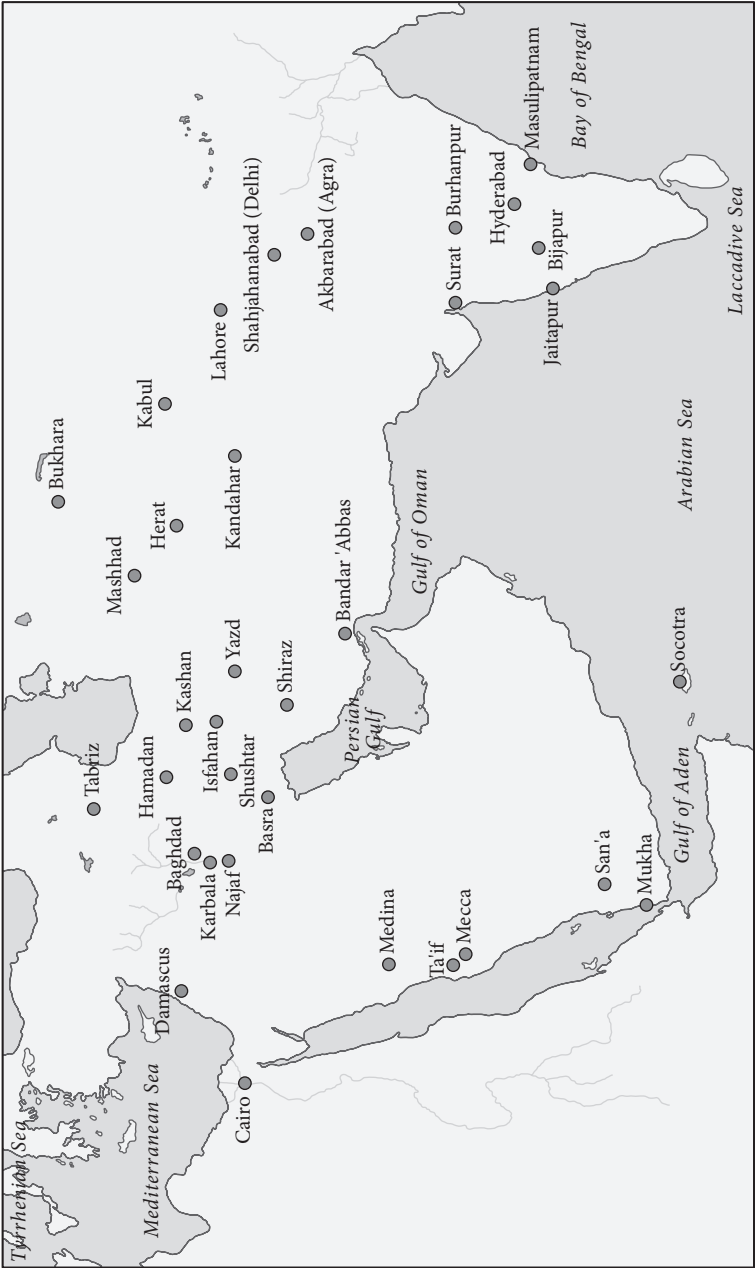 Tyrrhenian Sea
Mediterranean Sea
Cairo
Damascus
Tabriz
Hamadan
Baghdad
Karbala
Najaf
Kashan
Isfahan
Shushtar
Basra
Yazd
Shiraz
Mashhad
Herat
Bukhara
Kabul
Kandahar
Lahore
Shahjahanabad (Delhi)
Akbarabad (Agra)
Bandar 'Abbas
Persian
Gulf
Gulf of Oman
Medina
Ta'if
Mecca
San'a
Mukha
Gulf of Aden
Socotra
Arabian Sea
Surat
Burhanpur
Hyderabad
Masulipatnam
Bijapur
Jaitapur
Bay of Bengal
Laccadive Sea